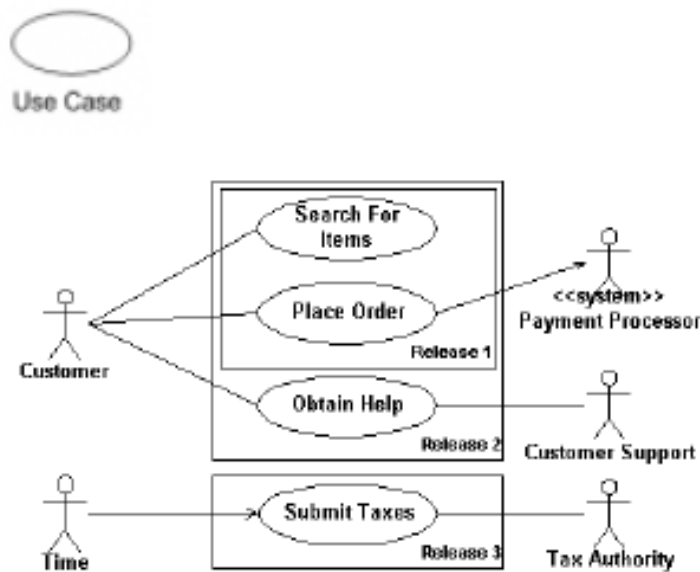 Use Case
Search For
Items
Place Order
Release 1
<<system>>
Payment Processor
Customer
Obtain Help
Release 2
Customer Support
Submit Taxes
Release 3
Time
Tax Authority